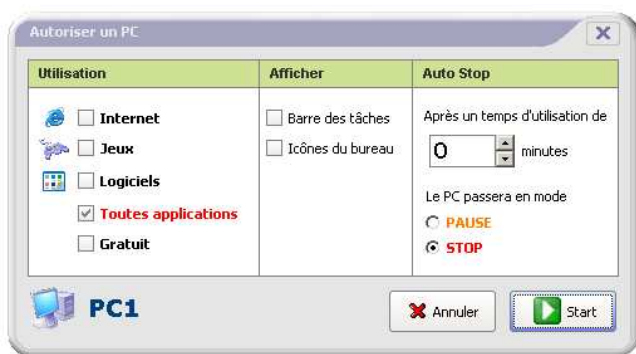 Autoriser un PC
Utilisation
Internet
Jeux
Logiciels
Toutes applications
Gratuit
Afficher
Barre des tâches
Icônes du bureau
Auto Stop
Après un temps d'utilisation de
0 minutes
Le PC passera en mode
PAUSE
STOP
PC1
Annuler
Start